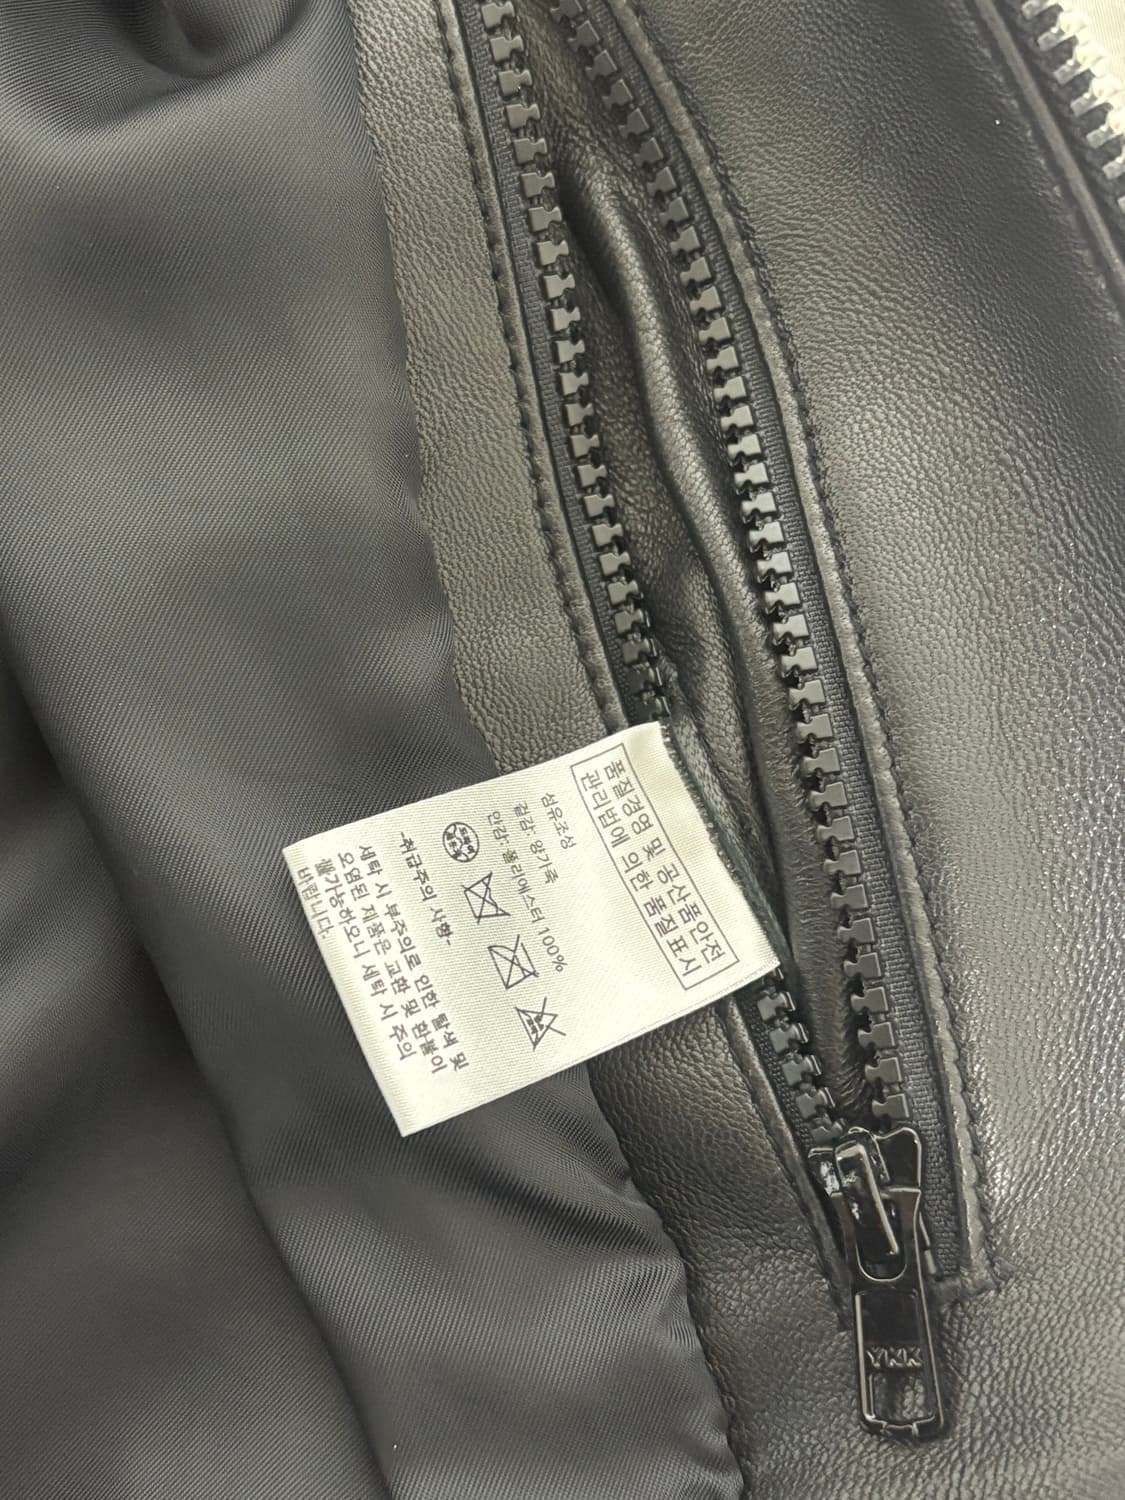 품질경영 및 공산품안전
관리법에 의한 품질 표시
섬유조성
겉감: 양가죽
안감: 폴리에스터 100%
-취급주의 사항-
세탁 시 부주의로 인한 탈색 및
오염된 제품은 교환 및 환불이
불가능하오니 세탁 시 주의
바랍니다.
YKK